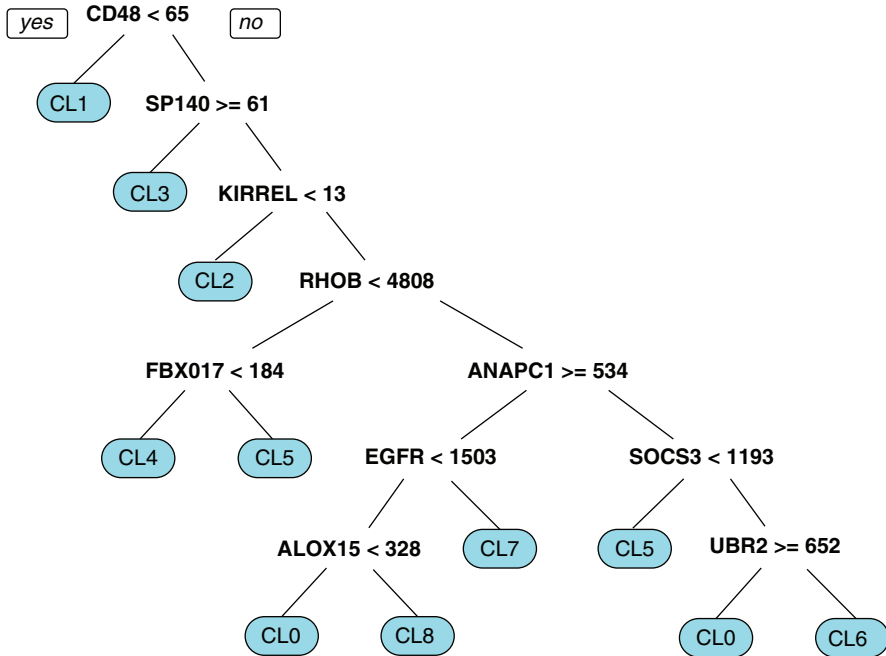 yes CD48 < 65 no
CL1 SP140 >= 61
CL3 KIRREL < 13
CL2 RHOB < 4808
FBX017 < 184 ANAPC1 >= 534
CL4 CL5 EGFR < 1503 SOCS3 < 1193
ALOX15 < 328 CL7 CL5 UBR2 >= 652
CL0 CL8 CL0 CL6